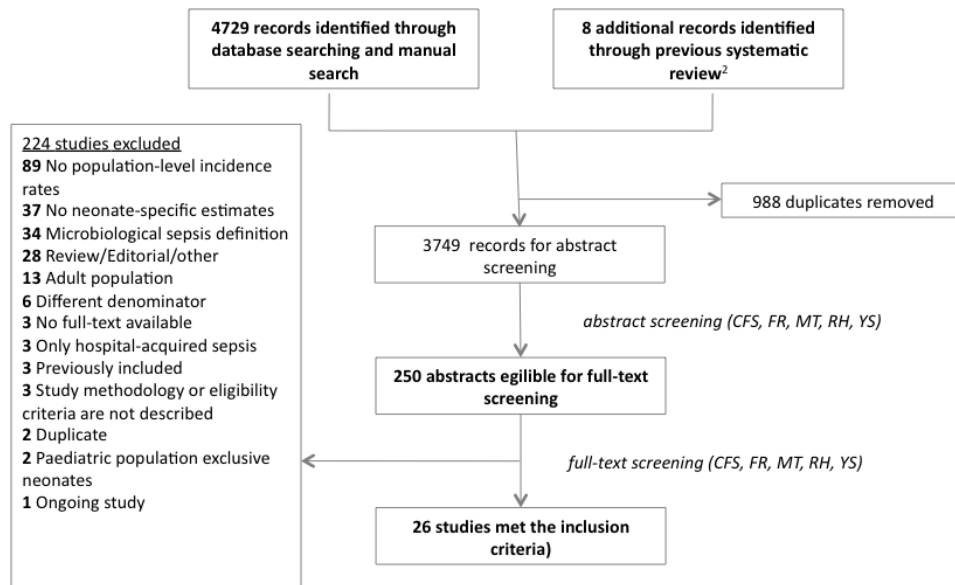 4729 records identified through
database searching and manual
search
8 additional records identified
through previous systematic
review2
988 duplicates removed
3749 records for abstract
screening
abstract screening (CFS, FR, MT, RH, YS)
250 abstracts egilible for full-text
screening
full-text screening (CFS, FR, MT, RH, YS)
224 studies excluded
89 No population-level incidence
rates
37 No neonate-specific estimates
34 Microbiological sepsis definition
28 Review/Editorial/other
13 Adult population
6 Different denominator
3 No full-text available
3 Only hospital-acquired sepsis
3 Previously included
3 Study methodology or eligibility
criteria are not described
2 Duplicate
2 Paediatric population exclusive
neonates
1 Ongoing study
26 studies met the inclusion
criteria)